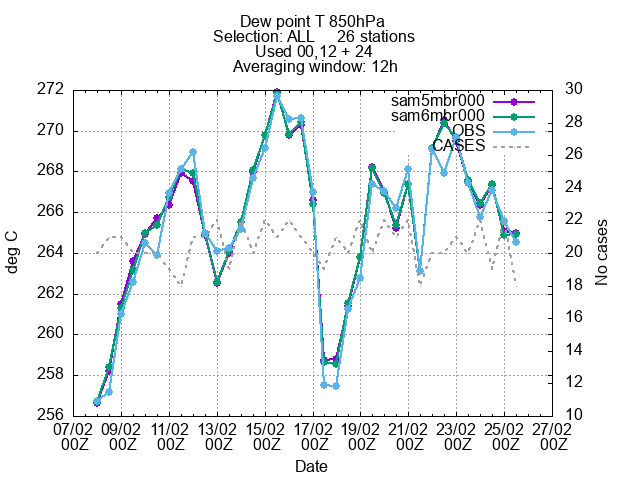 Dew point T 850hPa
Selection: ALL 26 stations
Used 00,12 + 24
Averaging window: 12h
sam5mbr000
sam6mbr000
OBS
CASES
272
270
268
266
264
262
260
258
256
deg C
30
28
26
24
22
20
18
16
14
12
10
No cases
07/02 09/02 11/02 13/02 15/02 17/02 19/02 21/02 23/02 25/02 27/02
00Z 00Z 00Z 00Z 00Z 00Z 00Z 00Z 00Z 00Z 00Z
Date